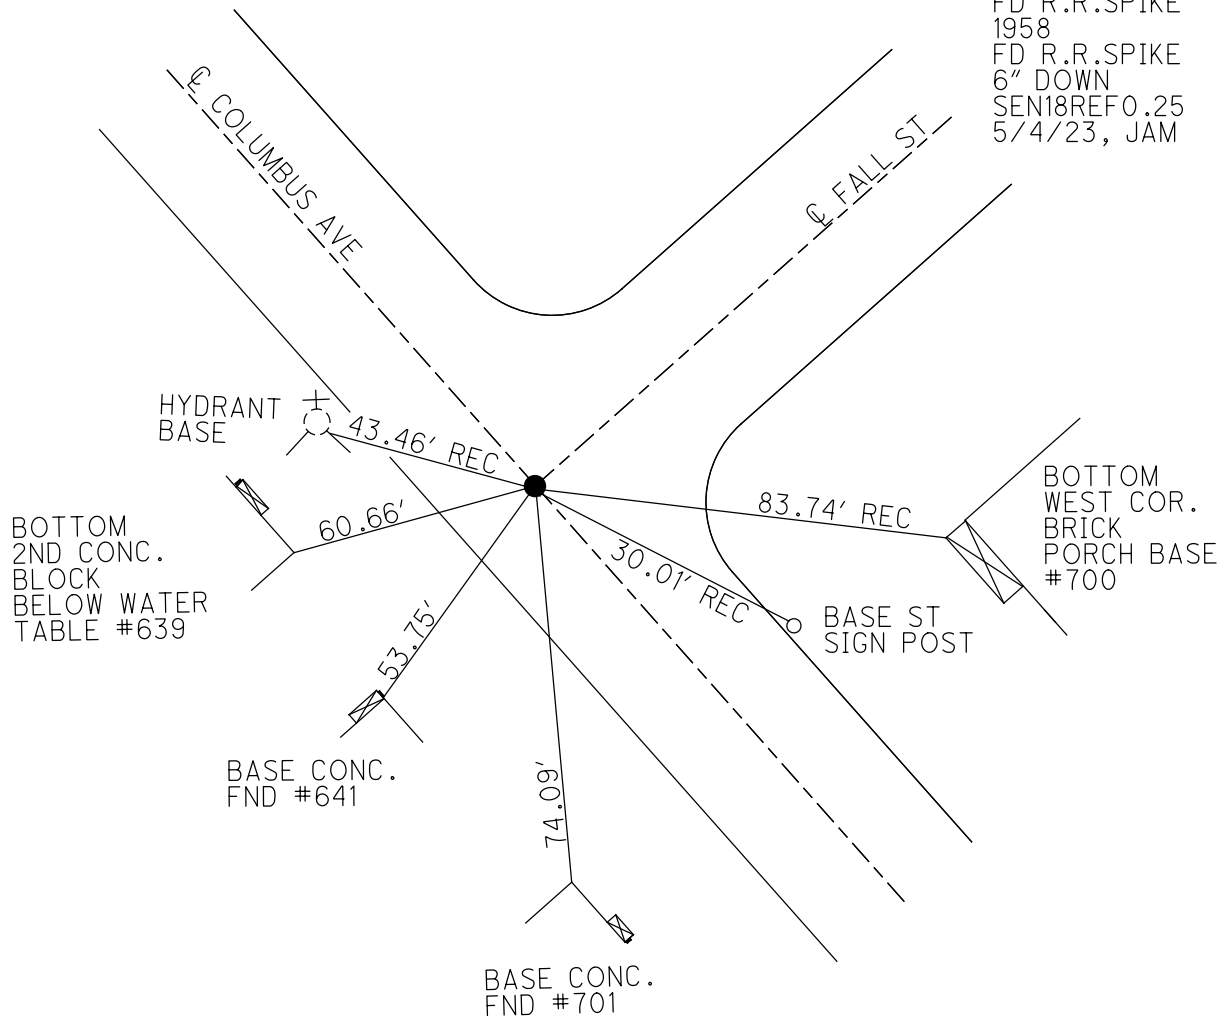 FD R.R.SPIKE
1958
FD R.R.SPIKE
6" DOWN
SEN18REF0.25
5/4/23, JAM
℄ COLUMBUS AVE
℄ FALL ST
HYDRANT
BASE
43.46' REC
83.74' REC
BOTTOM
WEST COR.
BRICK
PORCH BASE
#700
60.66'
BOTTOM
2ND CONC.
BLOCK
BELOW WATER
TABLE #639
30.01' REC
BASE ST
SIGN POST
53.75'
BASE CONC.
FND #641
74.09'
BASE CONC.
FND #701